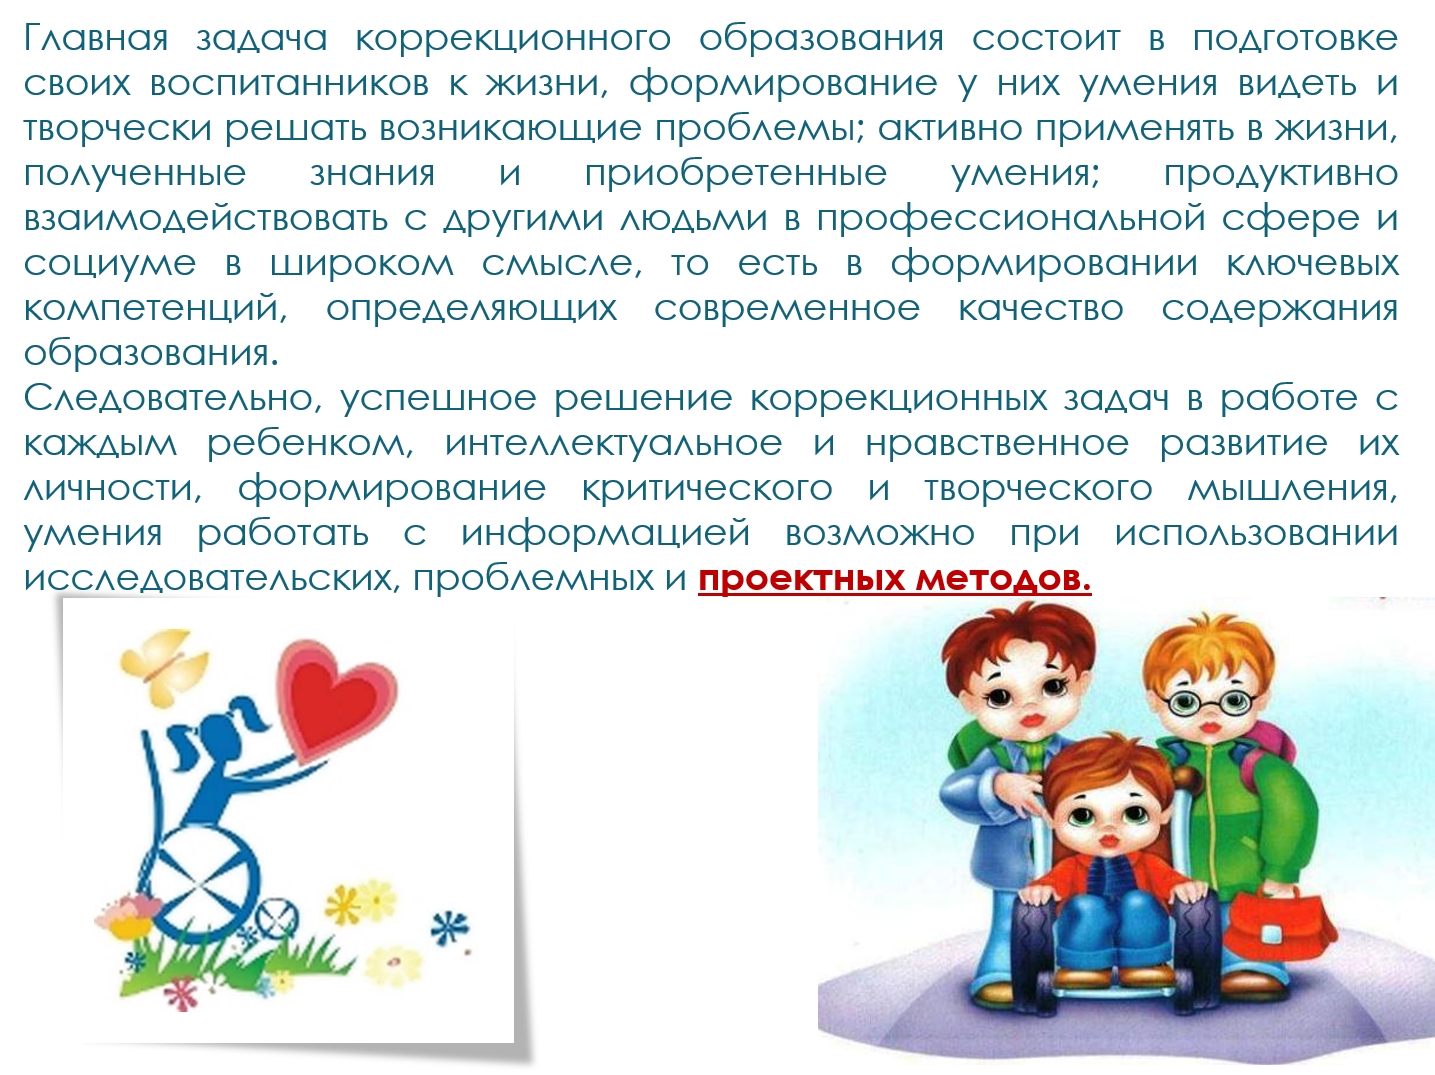 Главная задача коррекционного образования состоит в подготовке
своих воспитанников к жизни, формирование у них умения видеть и
творчески решать возникающие проблемы; активно применять в жизни,
полученные знания и приобретенные умения; продуктивно
взаимодействовать с другими людьми в профессиональной сфере и
социуме в широком смысле, то есть в формировании ключевых
компетенций, определяющих современное качество содержания
образования.
Следовательно, успешное решение коррекционных задач в работе с
каждым ребенком, интеллектуальное и нравственное развитие их
личности, формирование критического и творческого мышления,
умения работать с информацией возможно при использовании
исследовательских, проблемных и проектных методов.